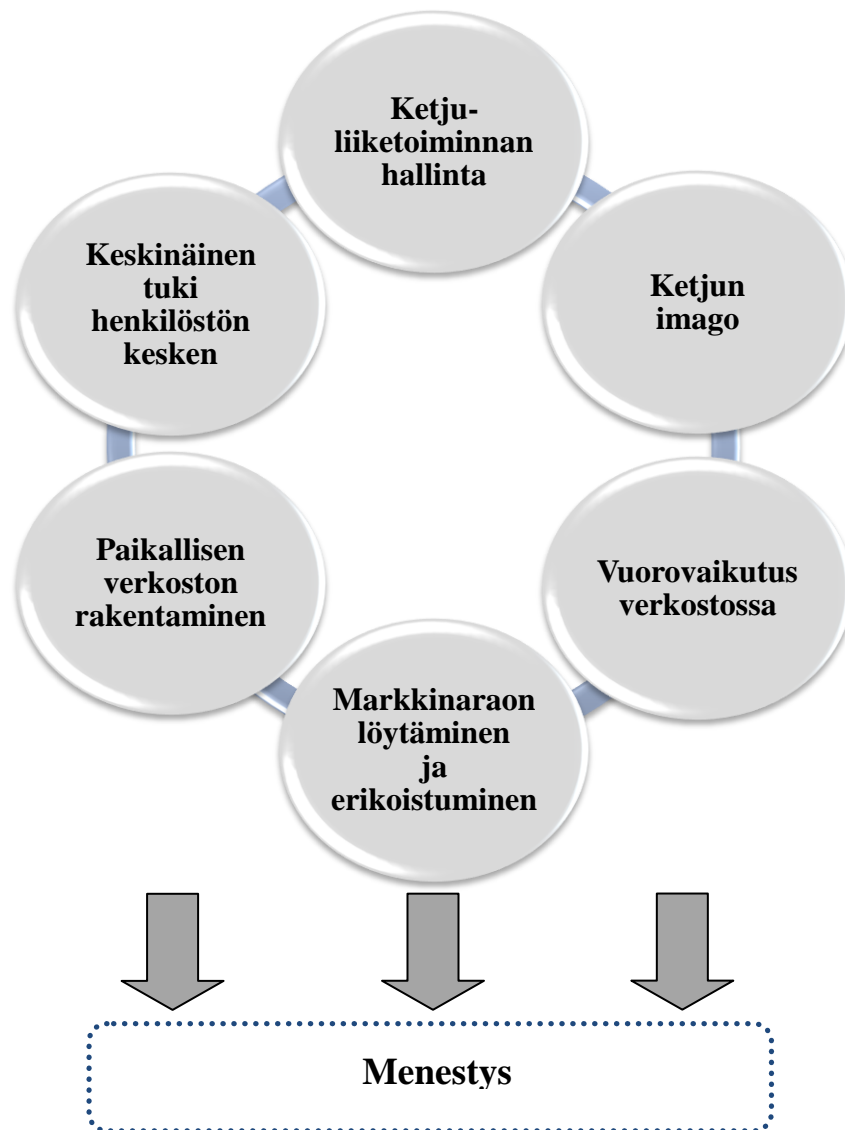 Ketju-
liiketoiminnan
hallinta
Ketjun
imago
Vuorovaikutus
verkostossa
Markkinaraon
löytäminen
ja
erikoistuminen
Paikallisen
verkoston
rakentaminen
Keskinäinen
tuki
henkilöstön
kesken
Menestys